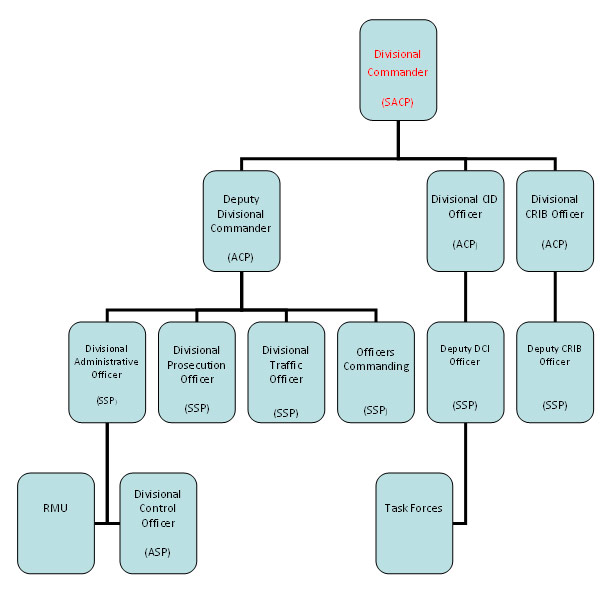 Divisional
Commander
(SACP)
Deputy
Divisional
Commander
(ACP)
Divisional CID
Officer
(ACP)
Divisional
CRIB Officer
(ACP)
Divisional
Administrative
Officer
(SSP)
Divisional
Prosecution
Officer
(SSP)
Divisional
Traffic
Officer
(SSP)
Officers
Commanding
(SSP)
Deputy DCI
Officer
(SSP)
Deputy CRIB
Officer
(SSP)
RMU
Divisional
Control
Officer
(ASP)
Task Forces